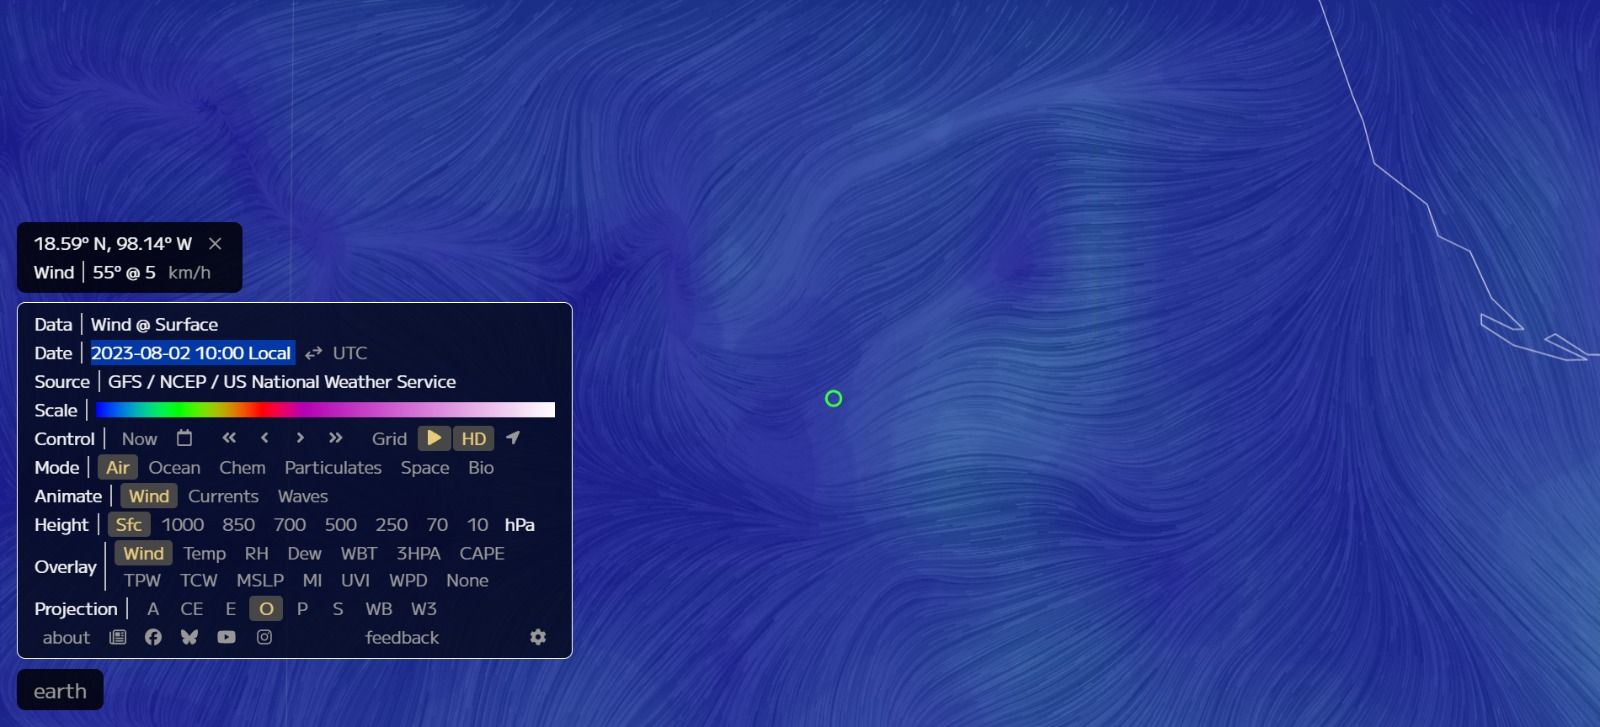 18.59° N, 98.14° W ×
Wind | 55° @ 5 km/h
Data | Wind @ Surface
Date | 2023-08-02 10:00 Local ⇄ UTC
Source | GFS / NCEP / US National Weather Service
Scale |
Control | Now « ‹ › » Grid HD
Mode | Air Ocean Chem Particulates Space Bio
Animate | Wind Currents Waves
Height | Sfc 1000 850 700 500 250 70 10 hPa
Overlay | Wind Temp RH Dew WBT 3HPA CAPE
TPW TCW MSLP MI UVI WPD None
Projection | A CE E O P S WB W3
about feedback
earth